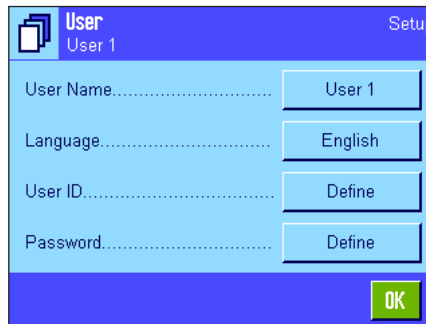 User
User 1
Setu
User Name............................ User 1
Language............................... English
User ID.................................. Define
Password............................... Define
OK